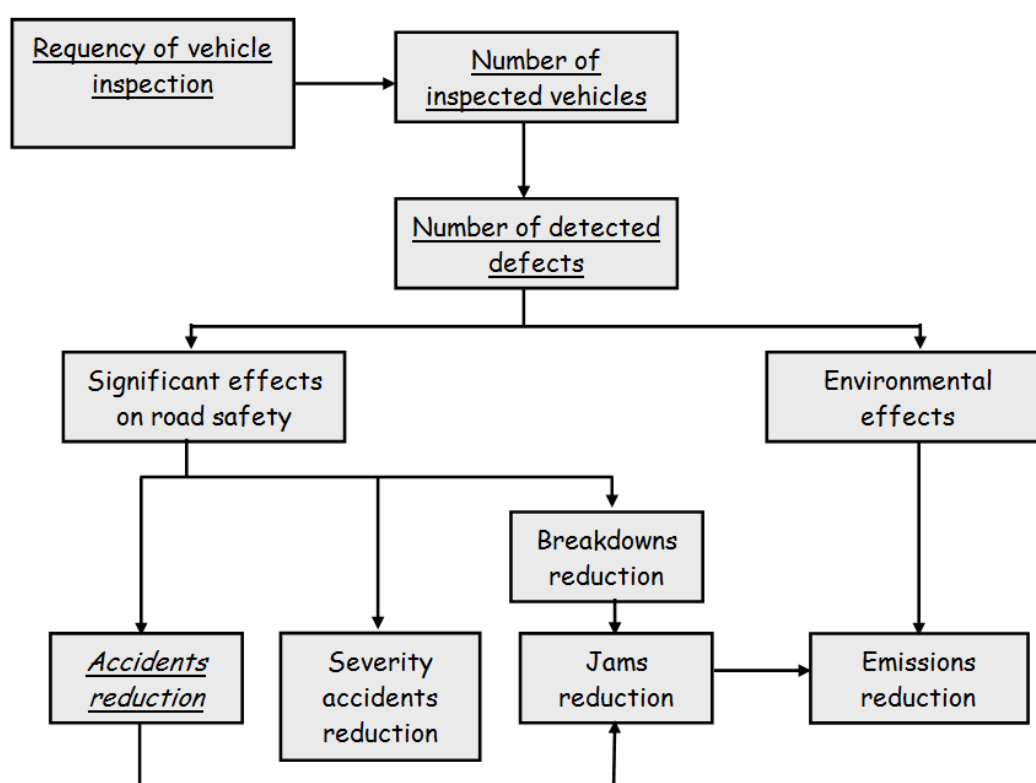 Requency of vehicle
inspection
Number of
inspected vehicles
Number of detected
defects
Significant effects
on road safety
Environmental
effects
Breakdowns
reduction
Accidents
reduction
Severity
accidents
reduction
Jams
reduction
Emissions
reduction